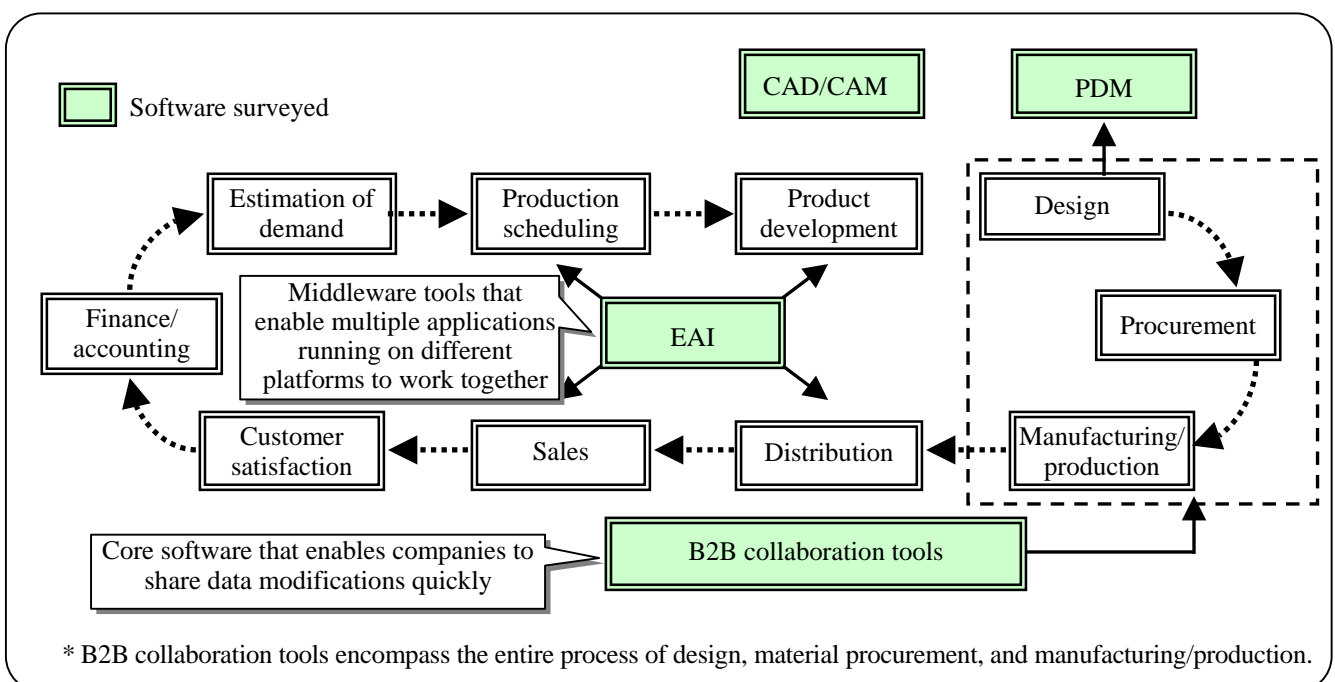 CAD/CAM
PDM
Software surveyed
Estimation of
demand
Production
scheduling
Product
development
Design
Finance/
accounting
Middleware tools that
enable multiple applications
running on different
platforms to work together
EAI
Procurement
Customer
satisfaction
Sales
Distribution
Manufacturing/
production
Core software that enables companies to
share data modifications quickly
B2B collaboration tools
* B2B collaboration tools encompass the entire process of design, material procurement, and manufacturing/production.